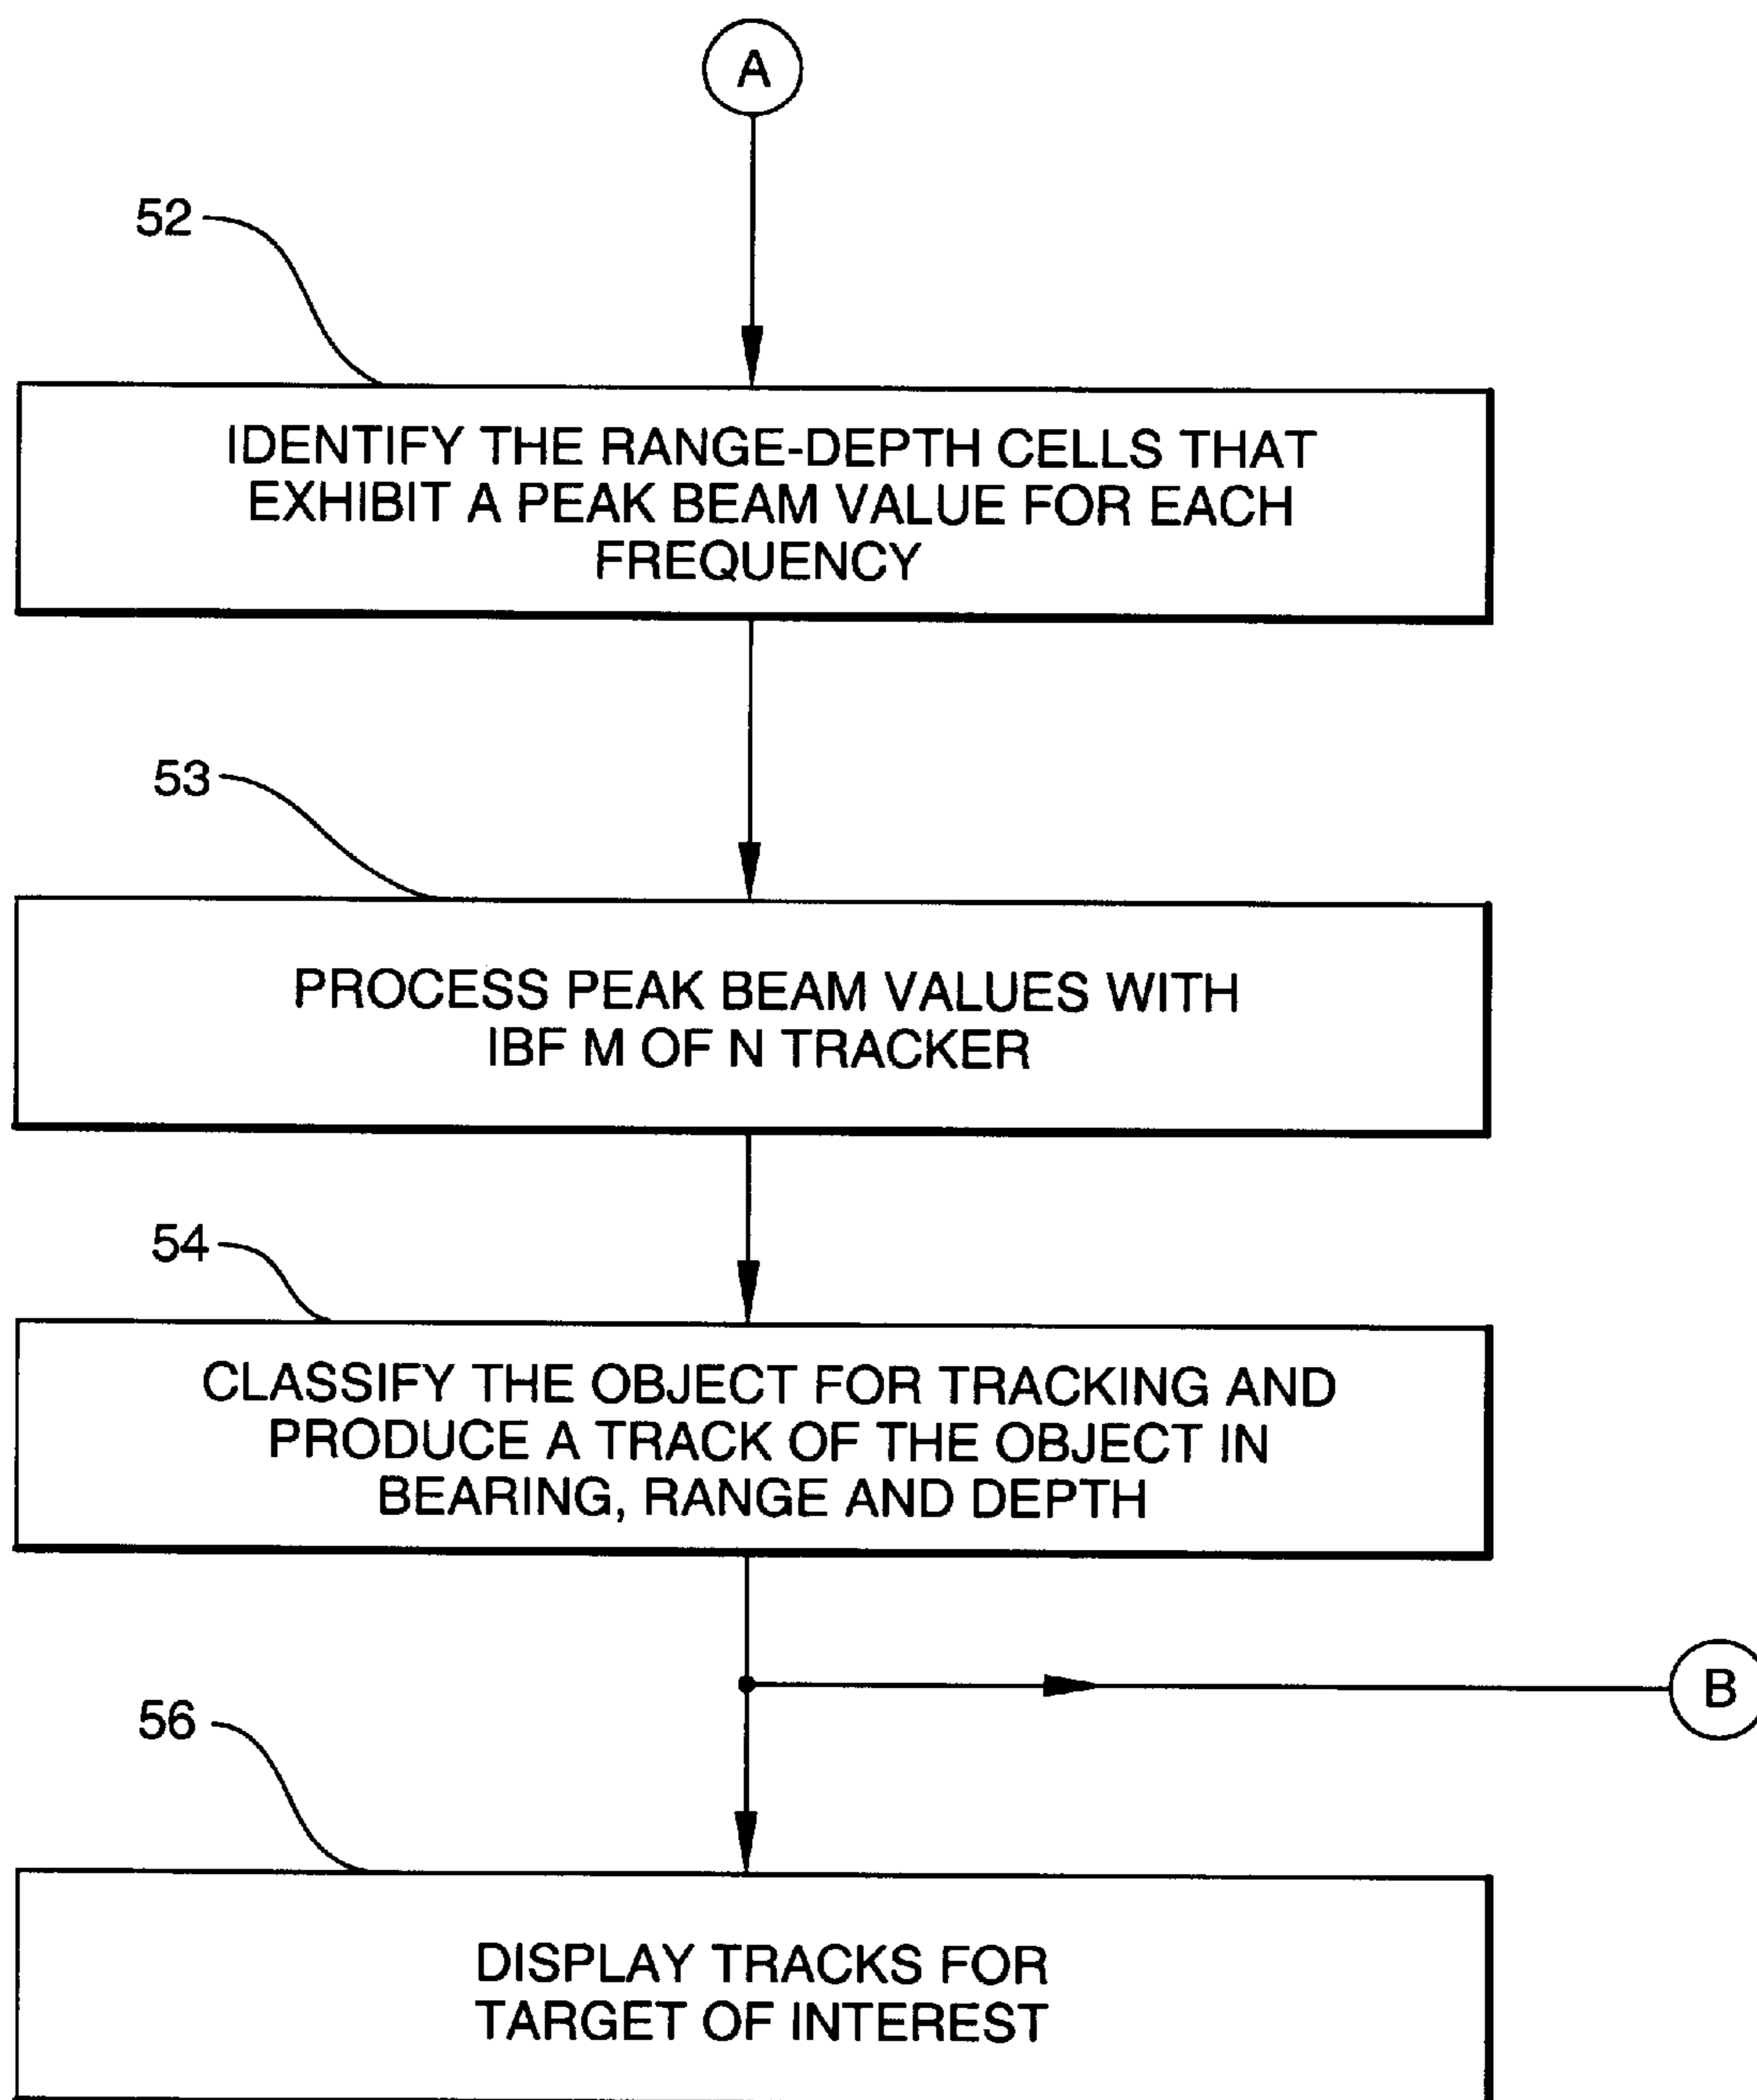 A
52
IDENTIFY THE RANGE-DEPTH CELLS THAT
EXHIBIT A PEAK BEAM VALUE FOR EACH
FREQUENCY
53
PROCESS PEAK BEAM VALUES WITH
IBF M OF N TRACKER
54
CLASSIFY THE OBJECT FOR TRACKING AND
PRODUCE A TRACK OF THE OBJECT IN
BEARING, RANGE AND DEPTH
B
56
DISPLAY TRACKS FOR
TARGET OF INTEREST